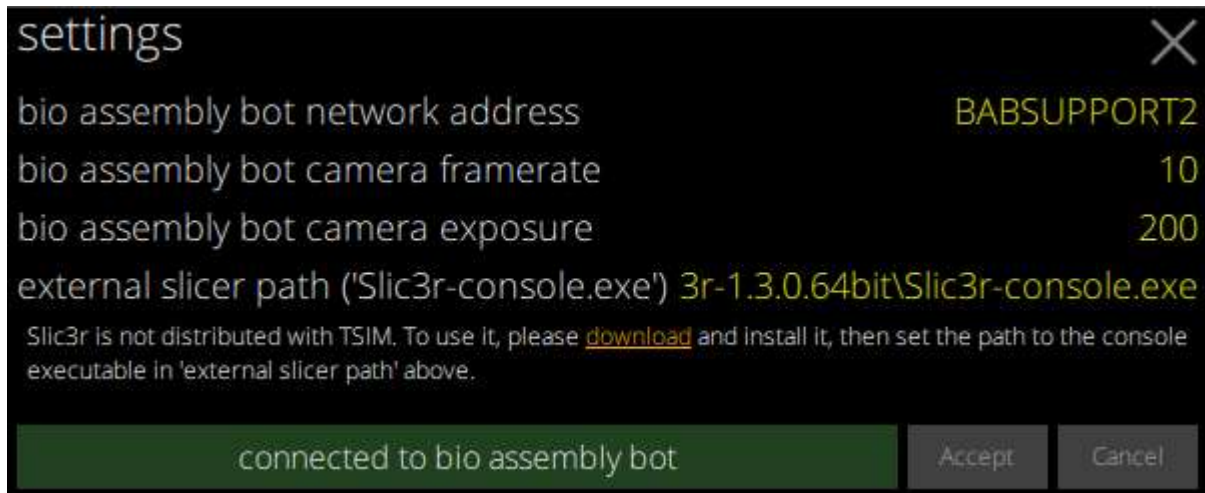 settings
bio assembly bot network address BABSUPPORT2
bio assembly bot camera framerate 10
bio assembly bot camera exposure 200
external slicer path ('Slic3r-console.exe') 3r-1.3.0.64bit\Slic3r-console.exe
Slic3r is not distributed with TSIM. To use it, please download and install it, then set the path to the console
executable in 'external slicer path' above.
connected to bio assembly bot Accept Cancel